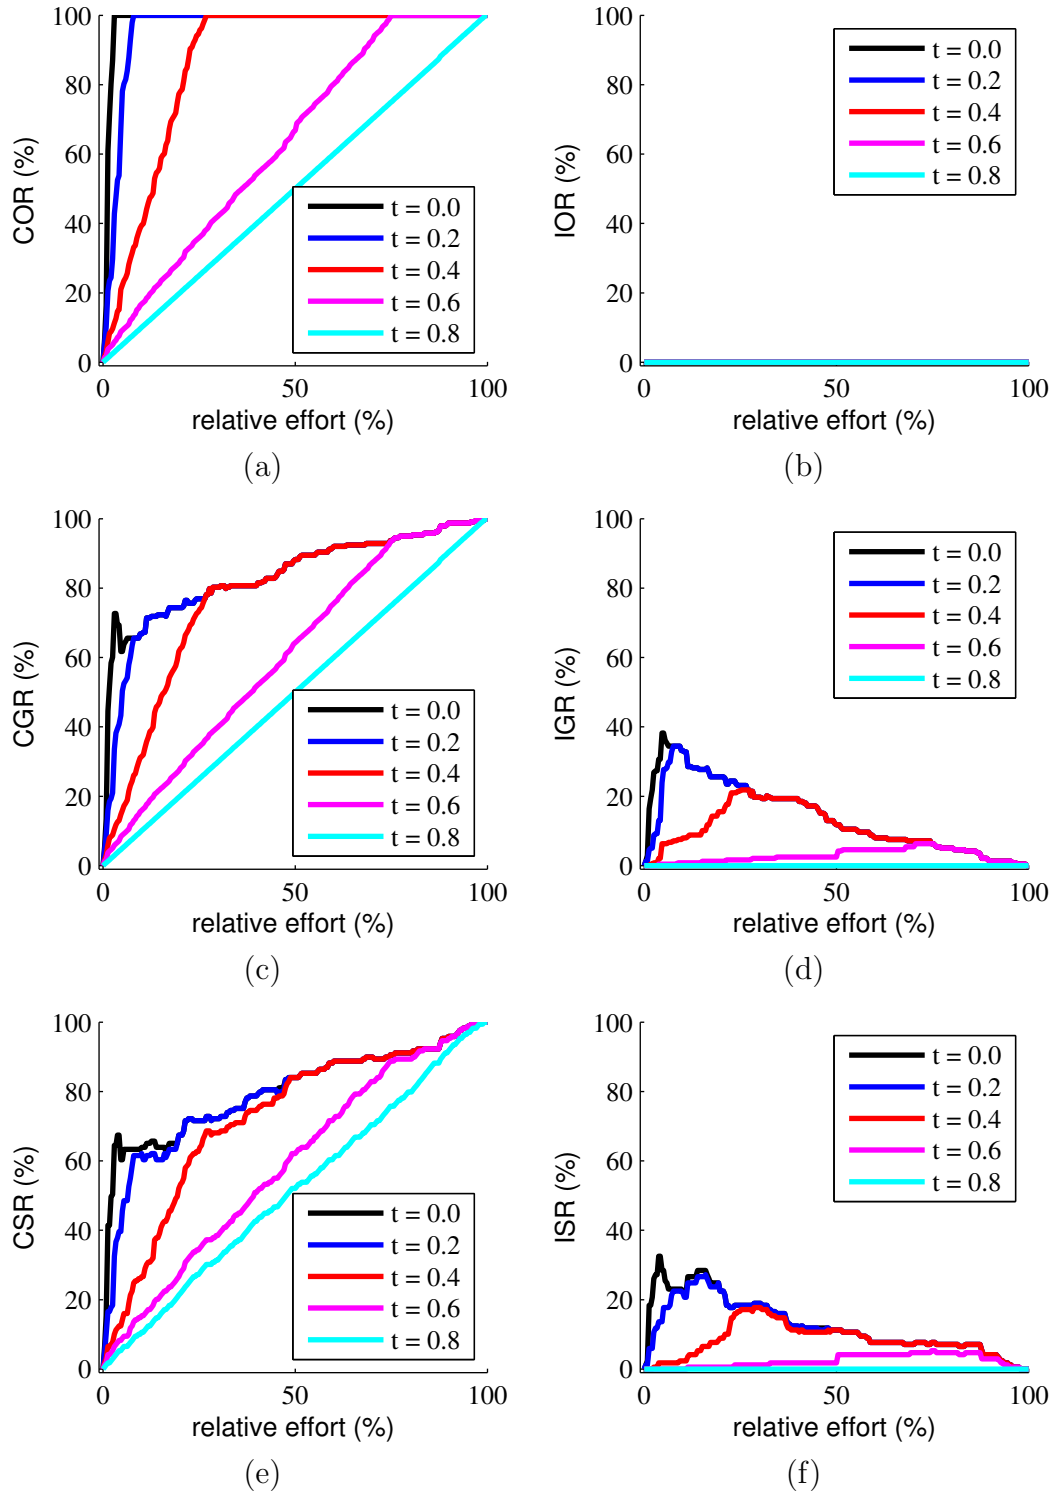 100
80
60
40
20
0
COR (%)
t = 0.0
t = 0.2
t = 0.4
t = 0.6
t = 0.8
0 50 100
relative effort (%)
(a)
100
80
60
40
20
0
IOR (%)
t = 0.0
t = 0.2
t = 0.4
t = 0.6
t = 0.8
0 50 100
relative effort (%)
(b)
100
80
60
40
20
0
CGR (%)
t = 0.0
t = 0.2
t = 0.4
t = 0.6
t = 0.8
0 50 100
relative effort (%)
(c)
100
80
60
40
20
0
IGR (%)
t = 0.0
t = 0.2
t = 0.4
t = 0.6
t = 0.8
0 50 100
relative effort (%)
(d)
100
80
60
40
20
0
CSR (%)
t = 0.0
t = 0.2
t = 0.4
t = 0.6
t = 0.8
0 50 100
relative effort (%)
(e)
100
80
60
40
20
0
ISR (%)
t = 0.0
t = 0.2
t = 0.4
t = 0.6
t = 0.8
0 50 100
relative effort (%)
(f)